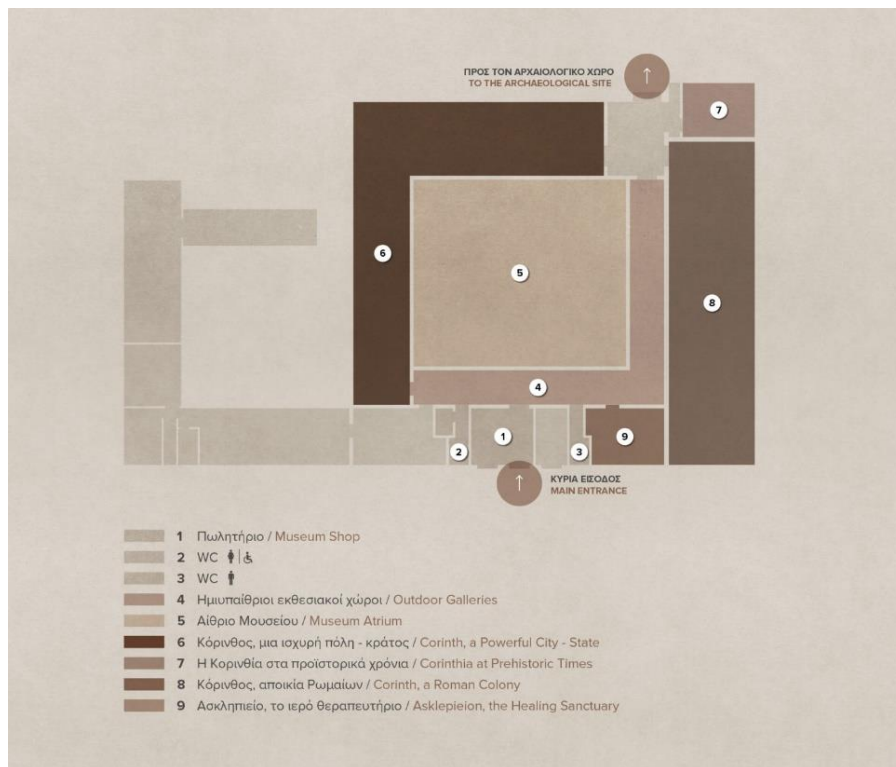 ΠΡΟΣ ΤΟΝ ΑΡΧΑΙΟΛΟΓΙΚΟ ΧΩΡΟ
TO THE ARCHAEOLOGICAL SITE
7
6
5
8
4
1
9
2
3
ΚΥΡΙΑ ΕΙΣΟΔΟΣ
MAIN ENTRANCE
1 Πωλητήριο / Museum Shop
2 WC
3 WC
4 Ημιυπαίθριοι εκθεσιακοί χώροι / Outdoor Galleries
5 Αίθριο Μουσείου / Museum Atrium
6 Κόρινθος, μια ισχυρή πόλη - κράτος / Corinth, a Powerful City - State
7 Η Κορινθία στα προϊστορικά χρόνια / Corinthia at Prehistoric Times
8 Κόρινθος, αποικία Ρωμαίων / Corinth, a Roman Colony
9 Ασκληπιείο, το ιερό θεραπευτήριο / Asklepieion, the Healing Sanctuary